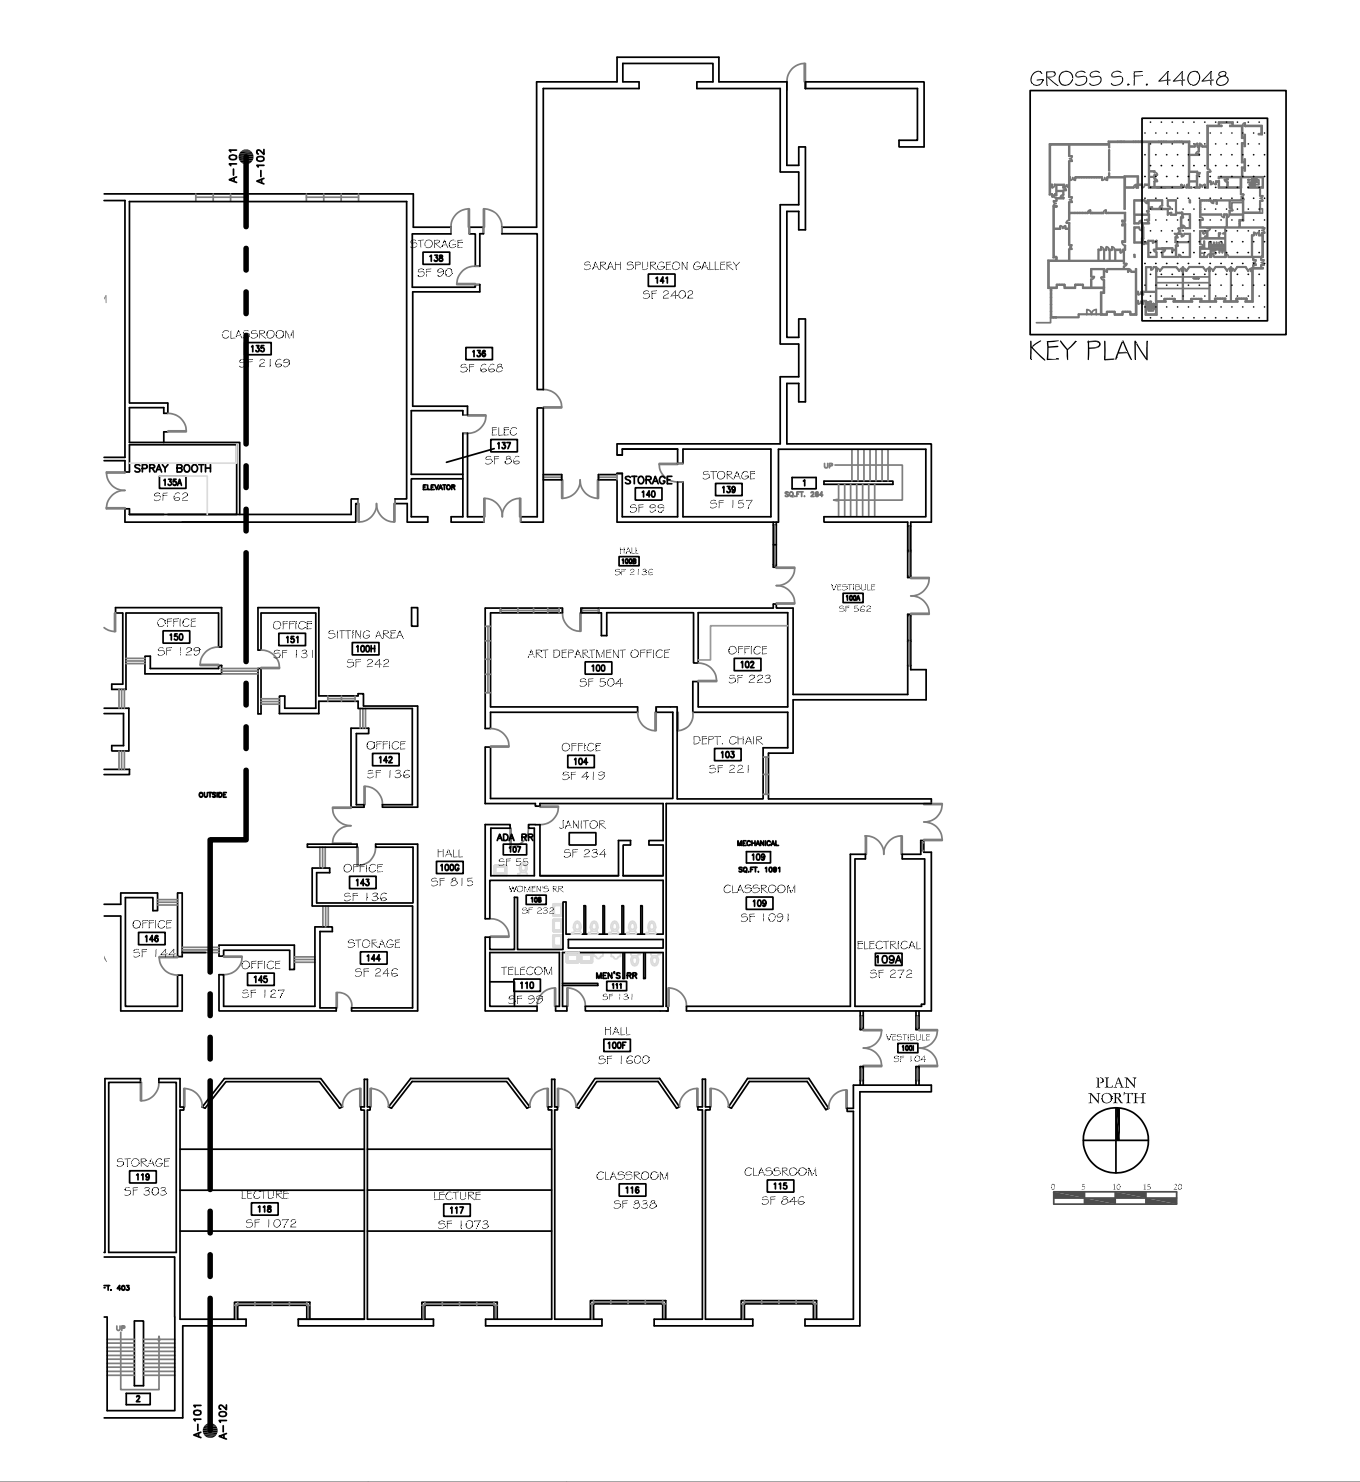 GROSS S.F. 44048
KEY PLAN
A-101
A-102
STORAGE
138
SF 90
SARAH SPURGEON GALLERY
141
SF 2402
CLASSROOM
135
SF 2169
136
SF 668
ELEC
137
SF 86
SPRAY BOOTH
135A
SF 62
ELEVATOR
STORAGE
140
SF 99
STORAGE
139
SF 157
UP
1
SQ.FT. 284
HALL
100B
SF 2136
VESTIBULE
100A
SF 562
OFFICE
150
SF 129
OFFICE
151
SF 131
SITTING AREA
100H
SF 242
ART DEPARTMENT OFFICE
100
SF 504
OFFICE
102
SF 223
OFFICE
142
SF 136
OFFICE
104
SF 419
DEPT. CHAIR
103
SF 221
OUTSIDE
JANITOR
SF 234
ADA RR
107
SF 55
HALL
100G
SF 815
MECHANICAL
109
SQ.FT. 1091
CLASSROOM
109
SF 1091
OFFICE
143
SF 136
WOMEN'S RR
108
SF 232
OFFICE
146
SF 144
STORAGE
144
SF 246
ELECTRICAL
109A
SF 272
OFFICE
145
SF 127
TELECOM
110
SF 99
MEN'S RR
111
SF 131
HALL
100F
SF 1600
VESTIBULE
100I
SF 104
PLAN
NORTH
0 5 10 15 20
STORAGE
119
SF 303
LECTURE
118
SF 1072
LECTURE
117
SF 1073
CLASSROOM
116
SF 838
CLASSROOM
115
SF 846
FT. 403
UP
2
A-101
A-102